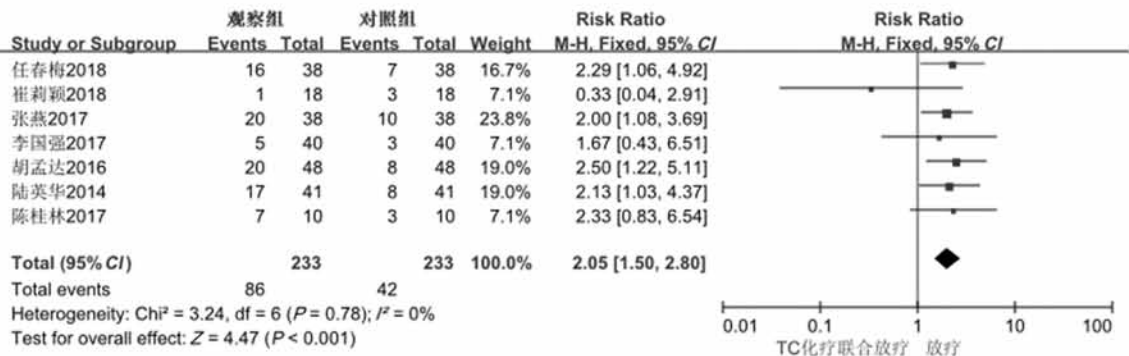 观察组 对照组 Risk Ratio Risk Ratio
Study or Subgroup Events Total Events Total Weight M-H, Fixed, 95% CI M-H, Fixed, 95% CI
任春梅2018 16 38 7 38 16.7% 2.29 [1.06, 4.92]
崔莉颖2018 1 18 3 18 7.1% 0.33 [0.04, 2.91]
张燕2017 20 38 10 38 23.8% 2.00 [1.08, 3.69]
李国强2017 5 40 3 40 7.1% 1.67 [0.43, 6.51]
胡孟达2016 20 48 8 48 19.0% 2.50 [1.22, 5.11]
陆英华2014 17 41 8 41 19.0% 2.13 [1.03, 4.37]
陈桂林2017 7 10 3 10 7.1% 2.33 [0.83, 6.54]
Total (95% CI) 233 233 100.0% 2.05 [1.50, 2.80]
Total events 86 42
Heterogeneity: Chi² = 3.24, df = 6 (P = 0.78); I² = 0%
Test for overall effect: Z = 4.47 (P < 0.001)
0.01 0.1 1 10 100
TC化疗联合放疗 放疗